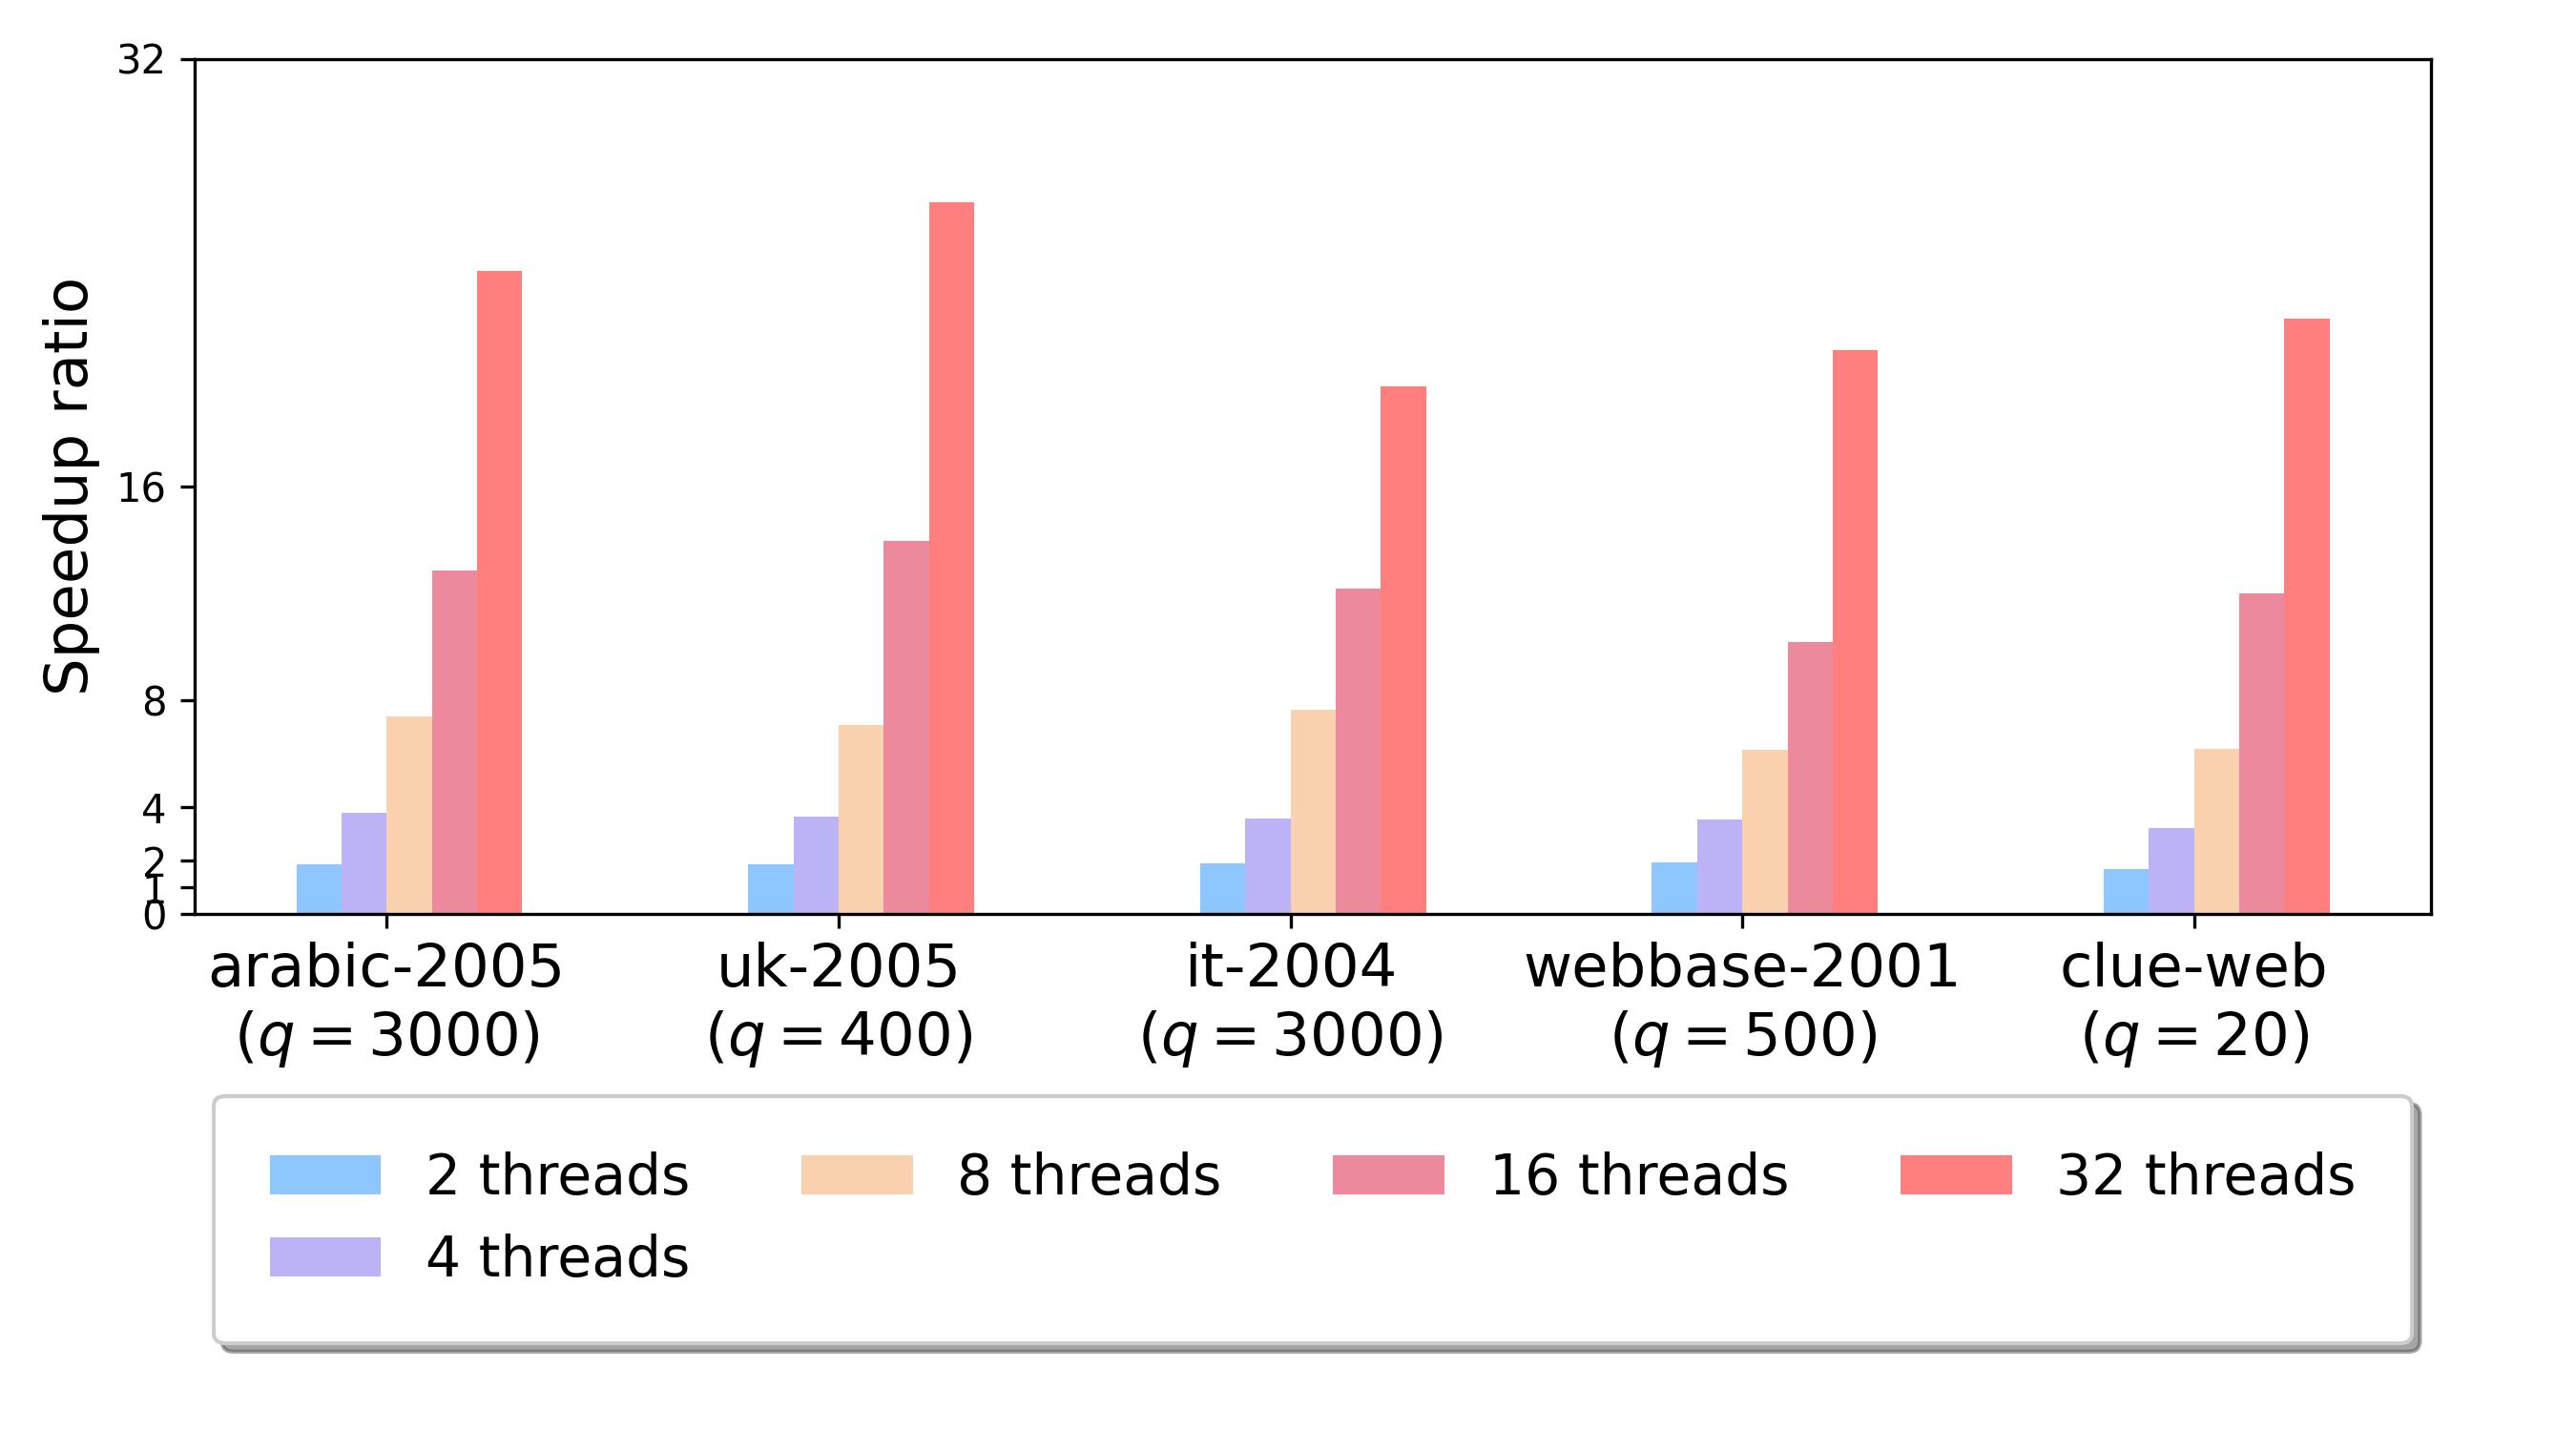 32
16
8
4
2
1
0
Speedup ratio
arabic-2005
(q = 3000)
uk-2005
(q = 400)
it-2004
(q = 3000)
webbase-2001
(q = 500)
clue-web
(q = 20)
2 threads
4 threads
8 threads
16 threads
32 threads